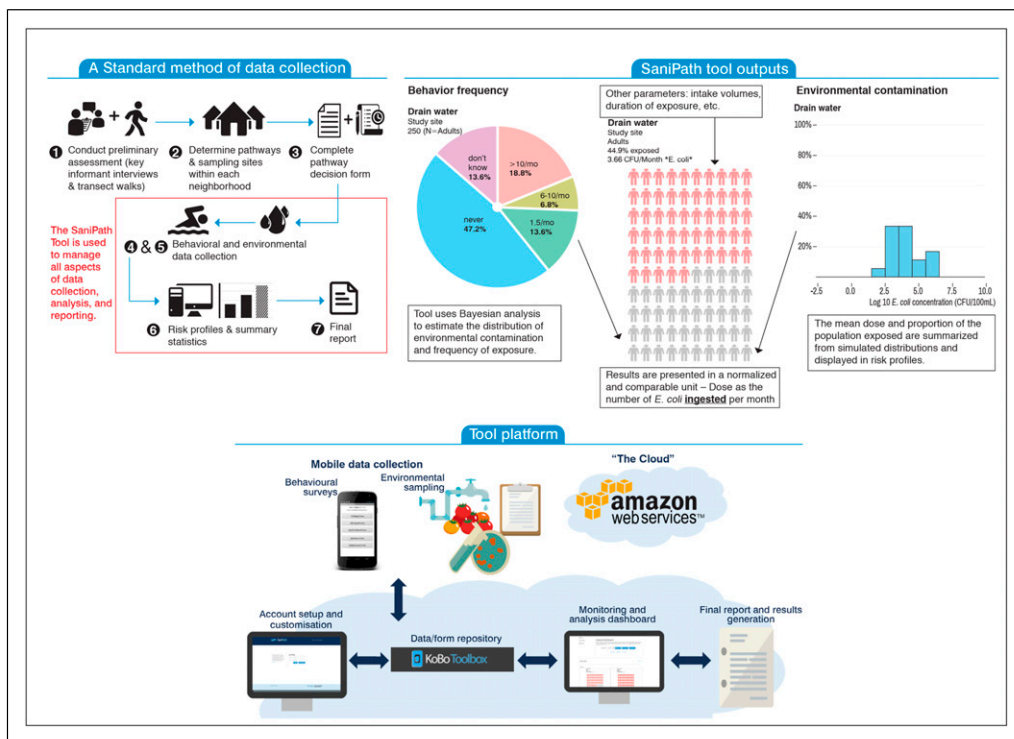 A Standard method of data collection
1 Conduct preliminary
assessment (key
informant interviews
& transect walks)
2 Determine pathways
& sampling sites
within each
neighborhood
3 Complete
pathway
decision form
The SaniPath
Tool is used
to manage
all aspects
of data
collection,
analysis, and
reporting.
4 & 5 Behavioral and environmental
data collection
6 Risk profiles & summary
statistics
7 Final
report
SaniPath tool outputs
Behavior frequency
Drain water
Study site
250 (N–Adults)
don't
know
13.6%
>10/mo
18.8%
6-10/mo
6.8%
1.5/mo
13.6%
never
47.2%
Tool uses Bayesian analysis
to estimate the distribution of
environmental contamination
and frequency of exposure.
Other parameters: intake volumes,
duration of exposure, etc.
Drain water
Study site
Adults
44.9% exposed
3.66 CFU/Month *E. coli*
Results are presented in a normalized
and comparable unit – Dose as the
number of E. coli ingested per month
Environmental contamination
Drain water
100%
80%
60%
40%
20%
-2.5 0.0 2.5 5.0 7.5 10.0
Log 10 E. coli concentration (CFU/100mL)
The mean dose and proportion of the
population exposed are summarized
from simulated distributions and
displayed in risk profiles.
Tool platform
Mobile data collection
Behavioural
surveys
Environmental
sampling
"The Cloud"
amazon
web services™
Account setup and
customisation
Data/form repository
KoBoToolbox
Monitoring and
analysis dashboard
Final report and results
generation